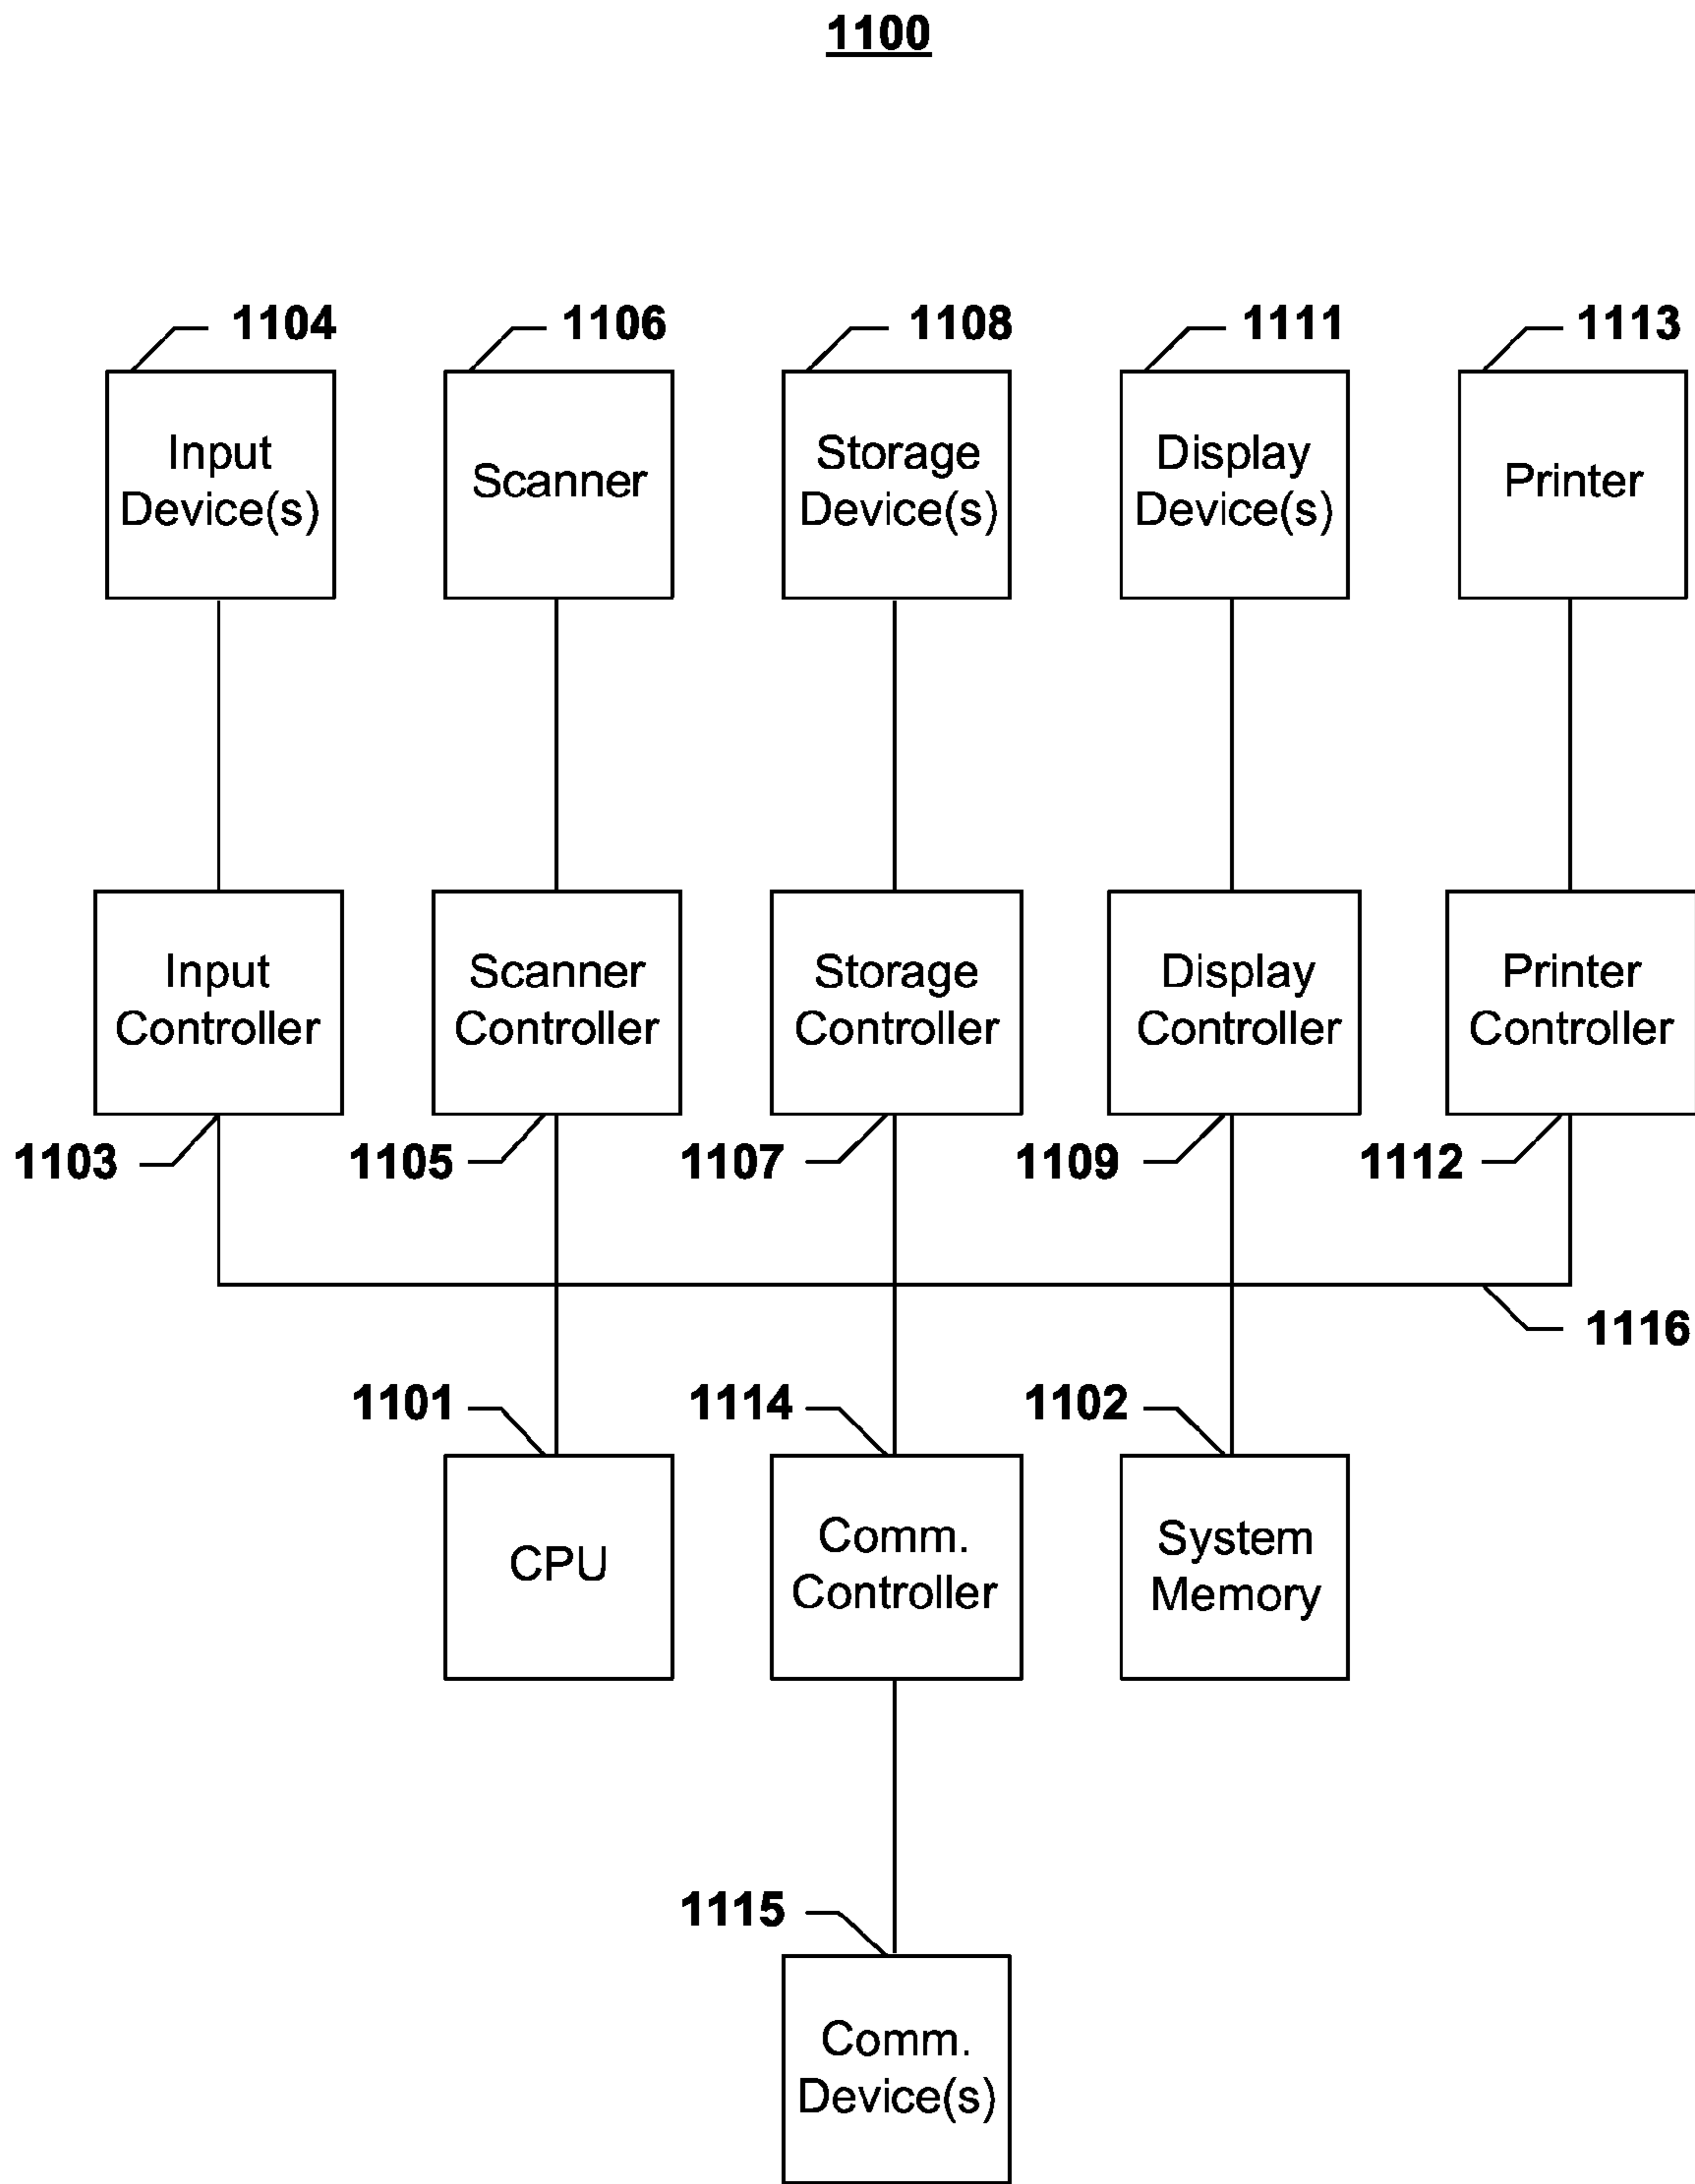 1100
1104
1106
1108
1111
1113
Input
Device(s)
Scanner
Storage
Device(s)
Display
Device(s)
Printer
Input
Controller
Scanner
Controller
Storage
Controller
Display
Controller
Printer
Controller
1103
1105
1107
1109
1112
1116
1101
1114
1102
CPU
Comm.
Controller
System
Memory
1115
Comm.
Device(s)